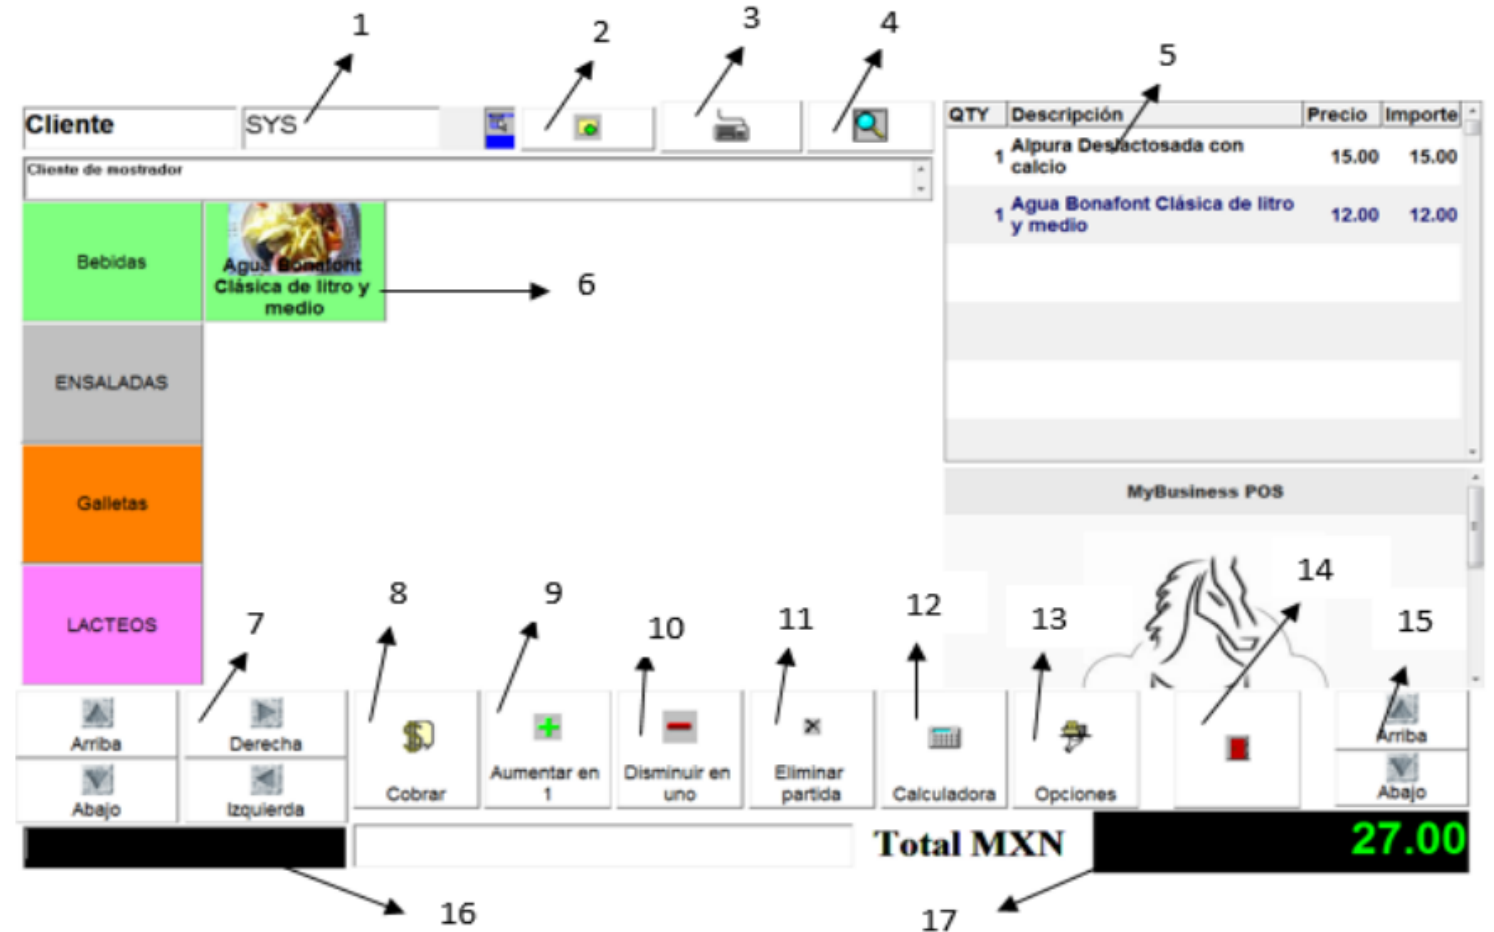 1
2
3
4
5
Cliente
SYS
QTY Descripción Precio Importe
Cliente de mostrador
1 Alpura Deslactosada con
calcio
15.00 15.00
1 Agua Bonafont Clásica de litro
y medio
12.00 12.00
Bebidas
Agua Bonafont
Clásica de litro y
medio
6
ENSALADAS
Galletas
LACTEOS
MyBusiness POS
7
8
9
10
11
12
13
14
15
Arriba
Derecha
Abajo
Izquierda
Cobrar
Aumentar en
1
Disminuir en
uno
Eliminar
partida
Calculadora
Opciones
Arriba
Abajo
Total MXN
27.00
16
17